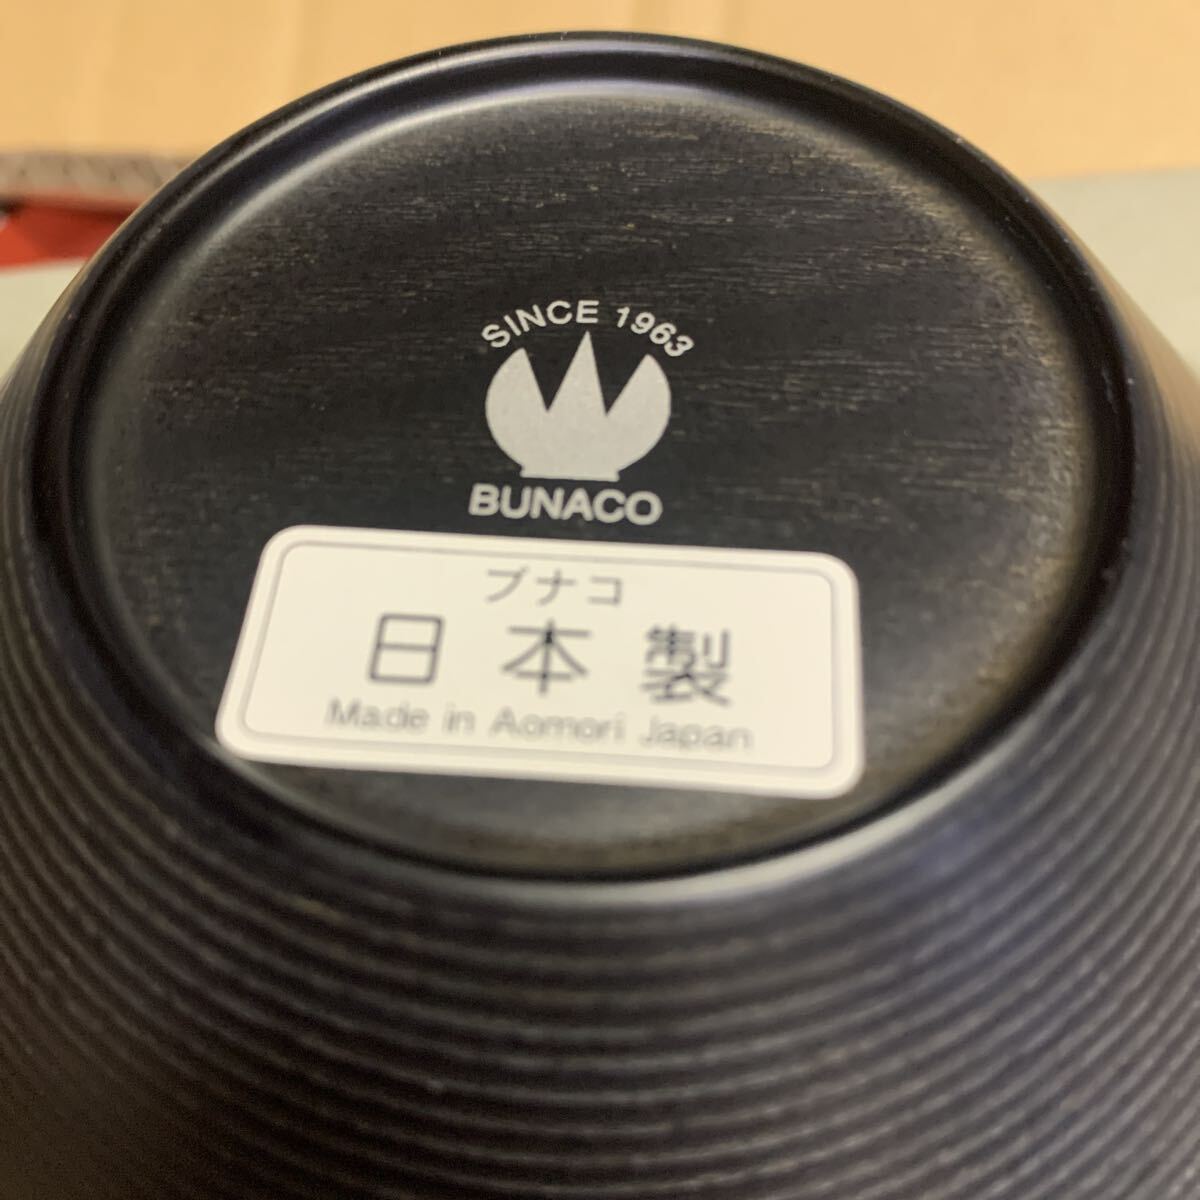 SINCE 1963
BUNACO
ブナコ
日本製
Made in Aomori Japan